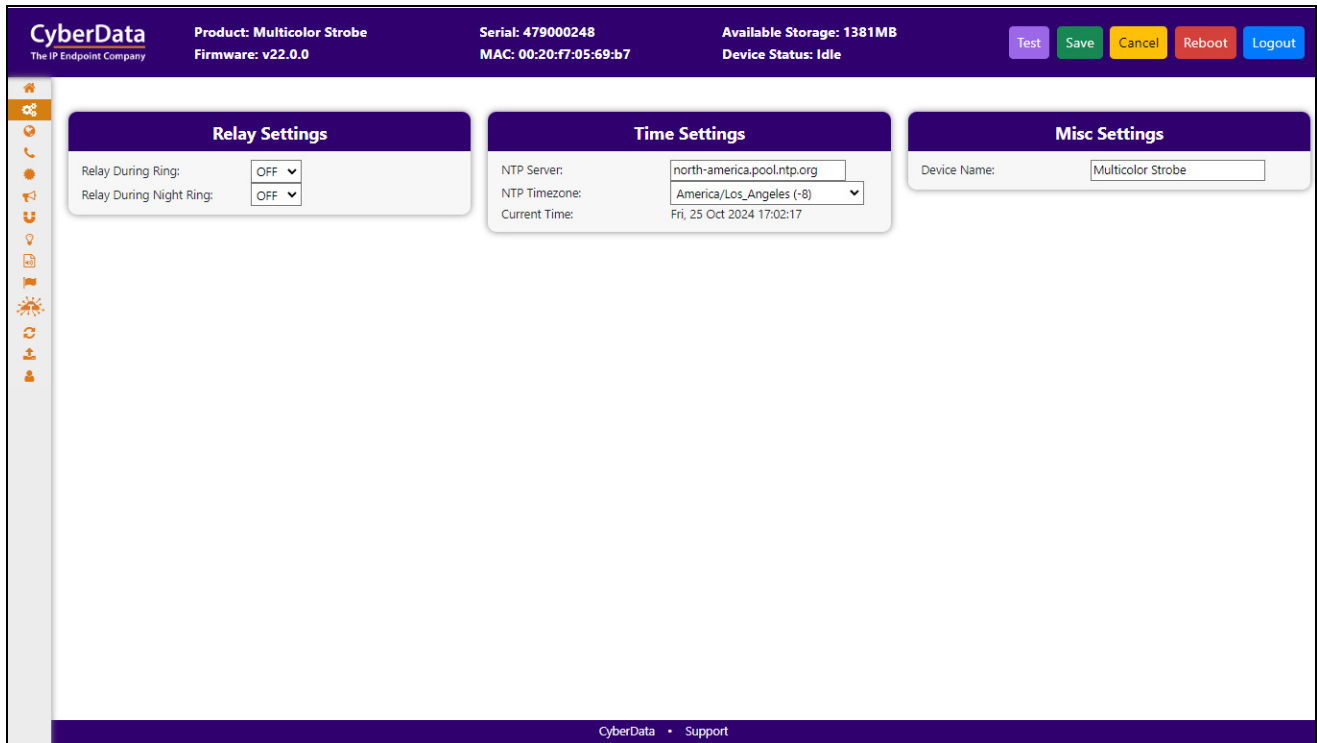 CyberData
The IP Endpoint Company
Product: Multicolor Strobe
Firmware: v22.0.0
Serial: 479000248
MAC: 00:20:f7:05:69:b7
Available Storage: 1381MB
Device Status: Idle
Test Save Cancel Reboot Logout
Relay Settings
Relay During Ring: OFF
Relay During Night Ring: OFF
Time Settings
NTP Server: north-america.pool.ntp.org
NTP Timezone: America/Los_Angeles (-8)
Current Time: Fri, 25 Oct 2024 17:02:17
Misc Settings
Device Name: Multicolor Strobe
CyberData • Support